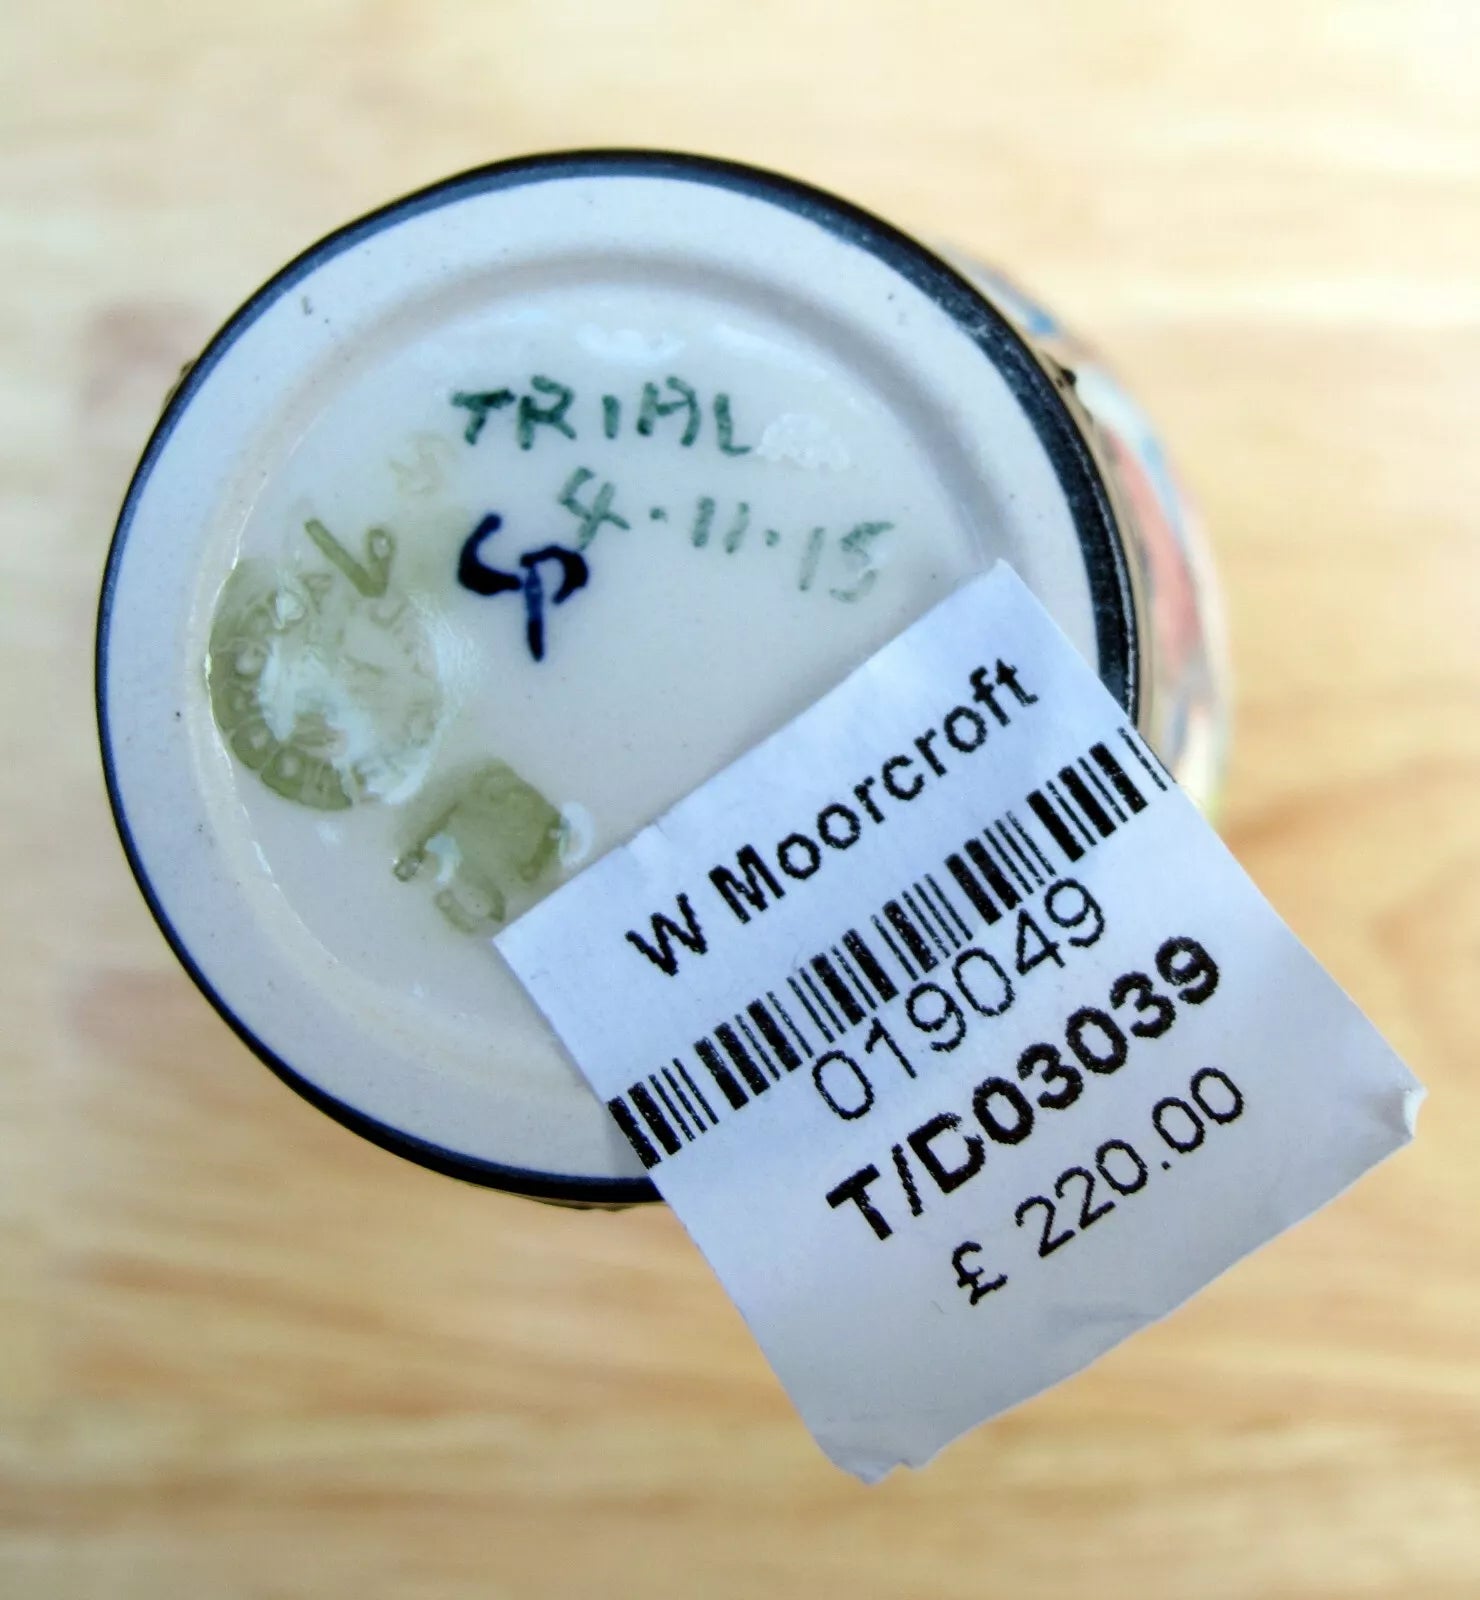 TRIAL
4.11.15
W Moorcroft
019049
T/D03039
£ 220.00